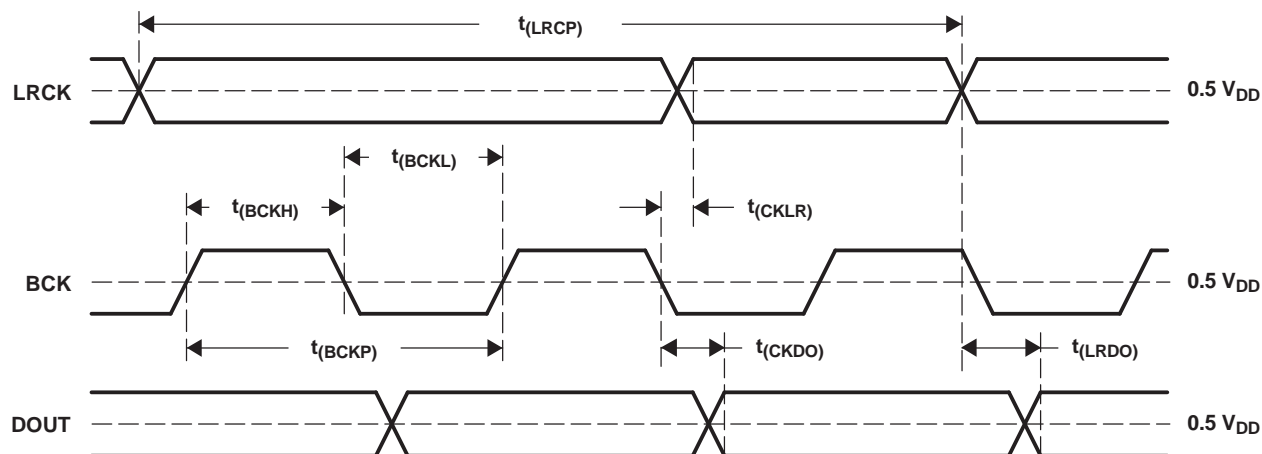 t(LRCP)
LRCK
0.5 VDD
t(BCKL)
t(BCKH)
t(CKLR)
BCK
0.5 VDD
t(BCKP)
t(CKDO)
t(LRDO)
DOUT
0.5 VDD